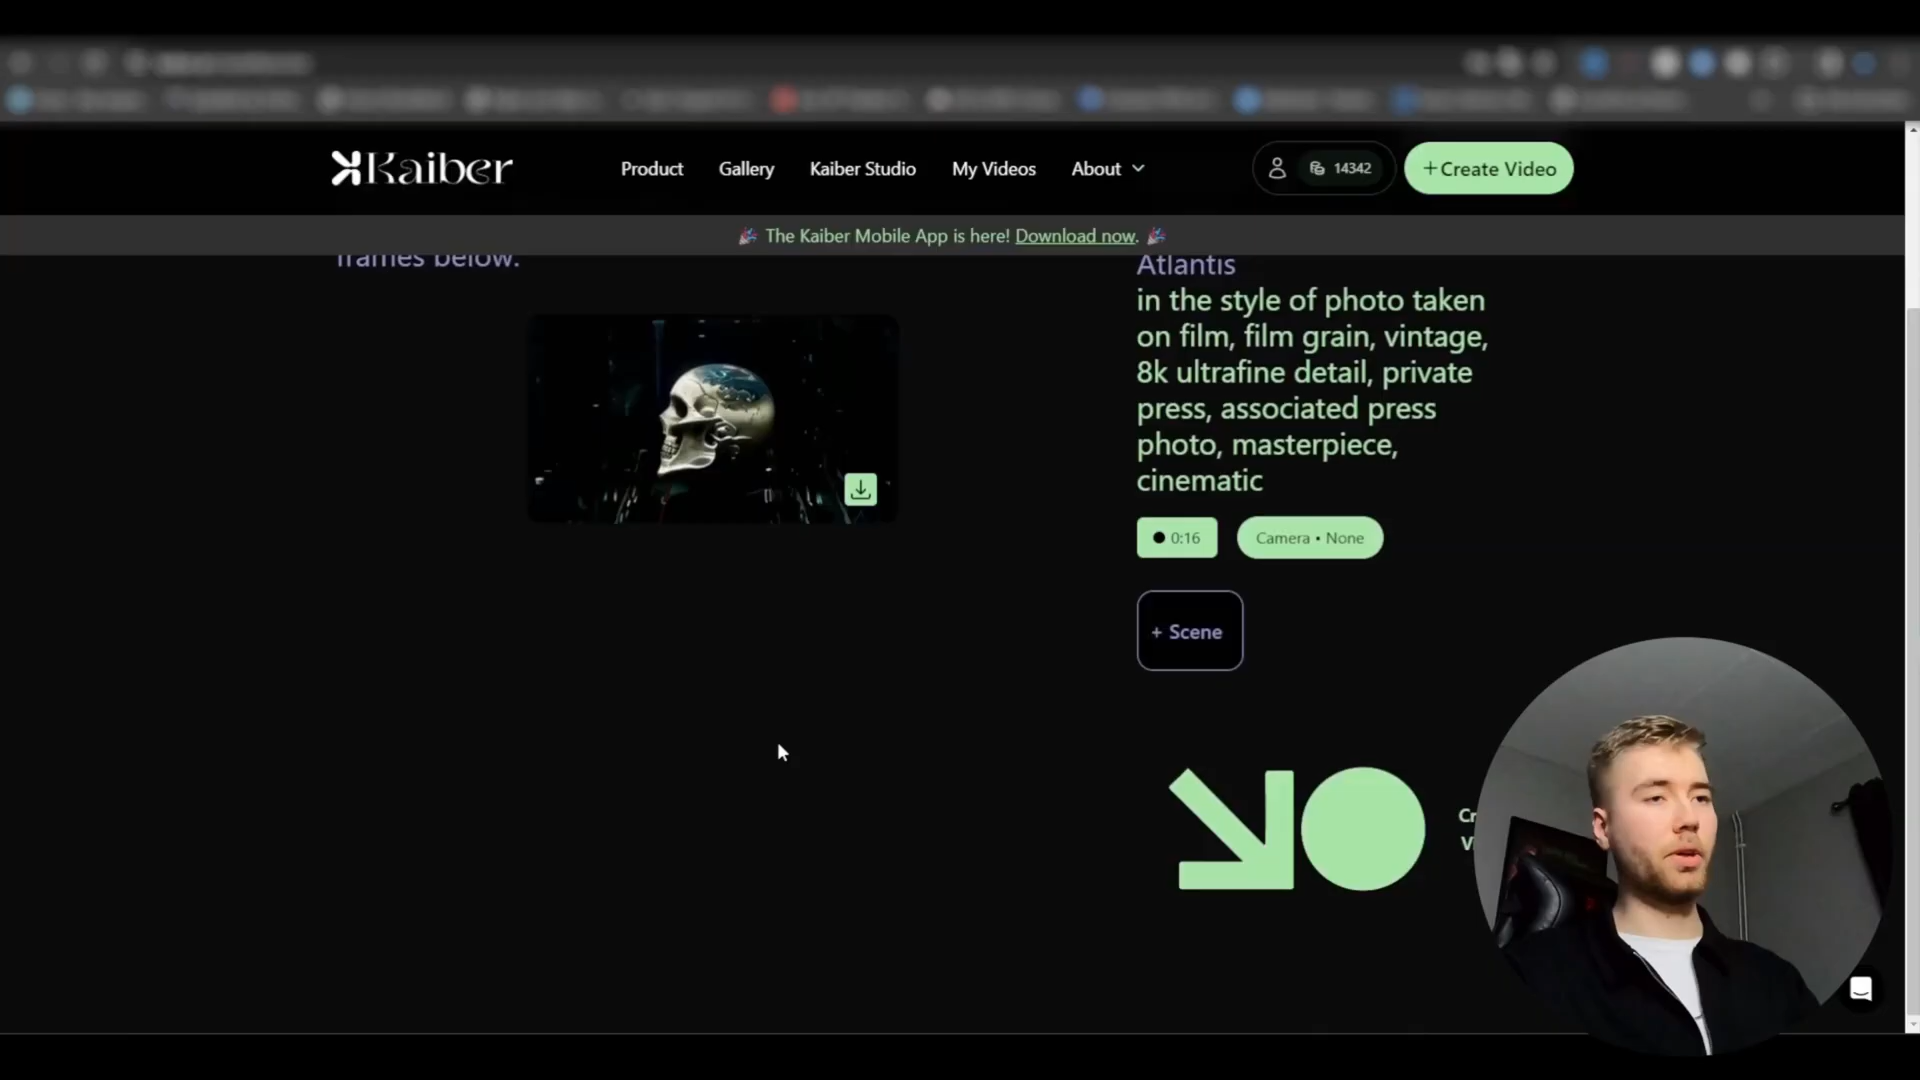 Kaiber
Product
Gallery
Kaiber Studio
My Videos
About
14342
+Create Video
The Kaiber Mobile App is here! Download now.
frames below.
Atlantis
in the style of photo taken
on film, film grain, vintage,
8k ultrafine detail, private
press, associated press
photo, masterpiece,
cinematic
0:16
Camera • None
+ Scene